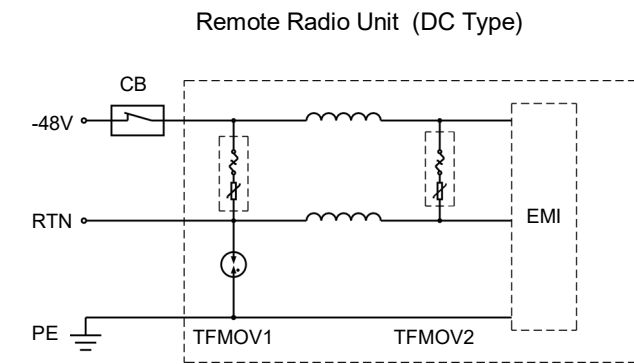 Remote Radio Unit (DC Type)
CB
-48V
RTN
EMI
PE
TFMOV1
TFMOV2